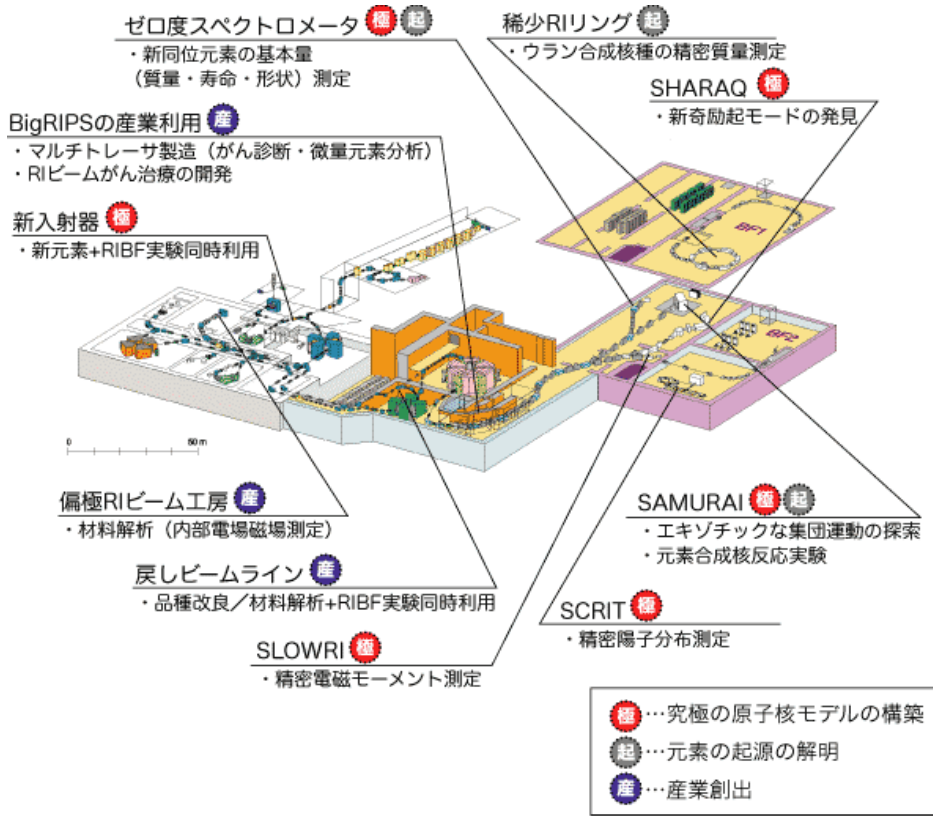 ゼロ度スペクトロメータ 極 起
・新同位元素の基本量
（質量・寿命・形状）測定
稀少RIリング 起
・ウラン合成核種の精密質量測定
SHARAQ 極
・新奇励起モードの発見
BigRIPSの産業利用 産
・マルチトレーサ製造（がん診断・微量元素分析）
・RIビームがん治療の開発
新入射器 極
・新元素+RIBF実験同時利用
BF1
BF2
0 50 m
偏極RIビーム工房 産
・材料解析（内部電場磁場測定）
戻しビームライン 産
・品種改良／材料解析+RIBF実験同時利用
SLOWRI 極
・精密電磁モーメント測定
SAMURAI 極 起
・エキゾチックな集団運動の探索
・元素合成核反応実験
SCRIT 極
・精密陽子分布測定
極…究極の原子核モデルの構築
起…元素の起源の解明
産…産業創出